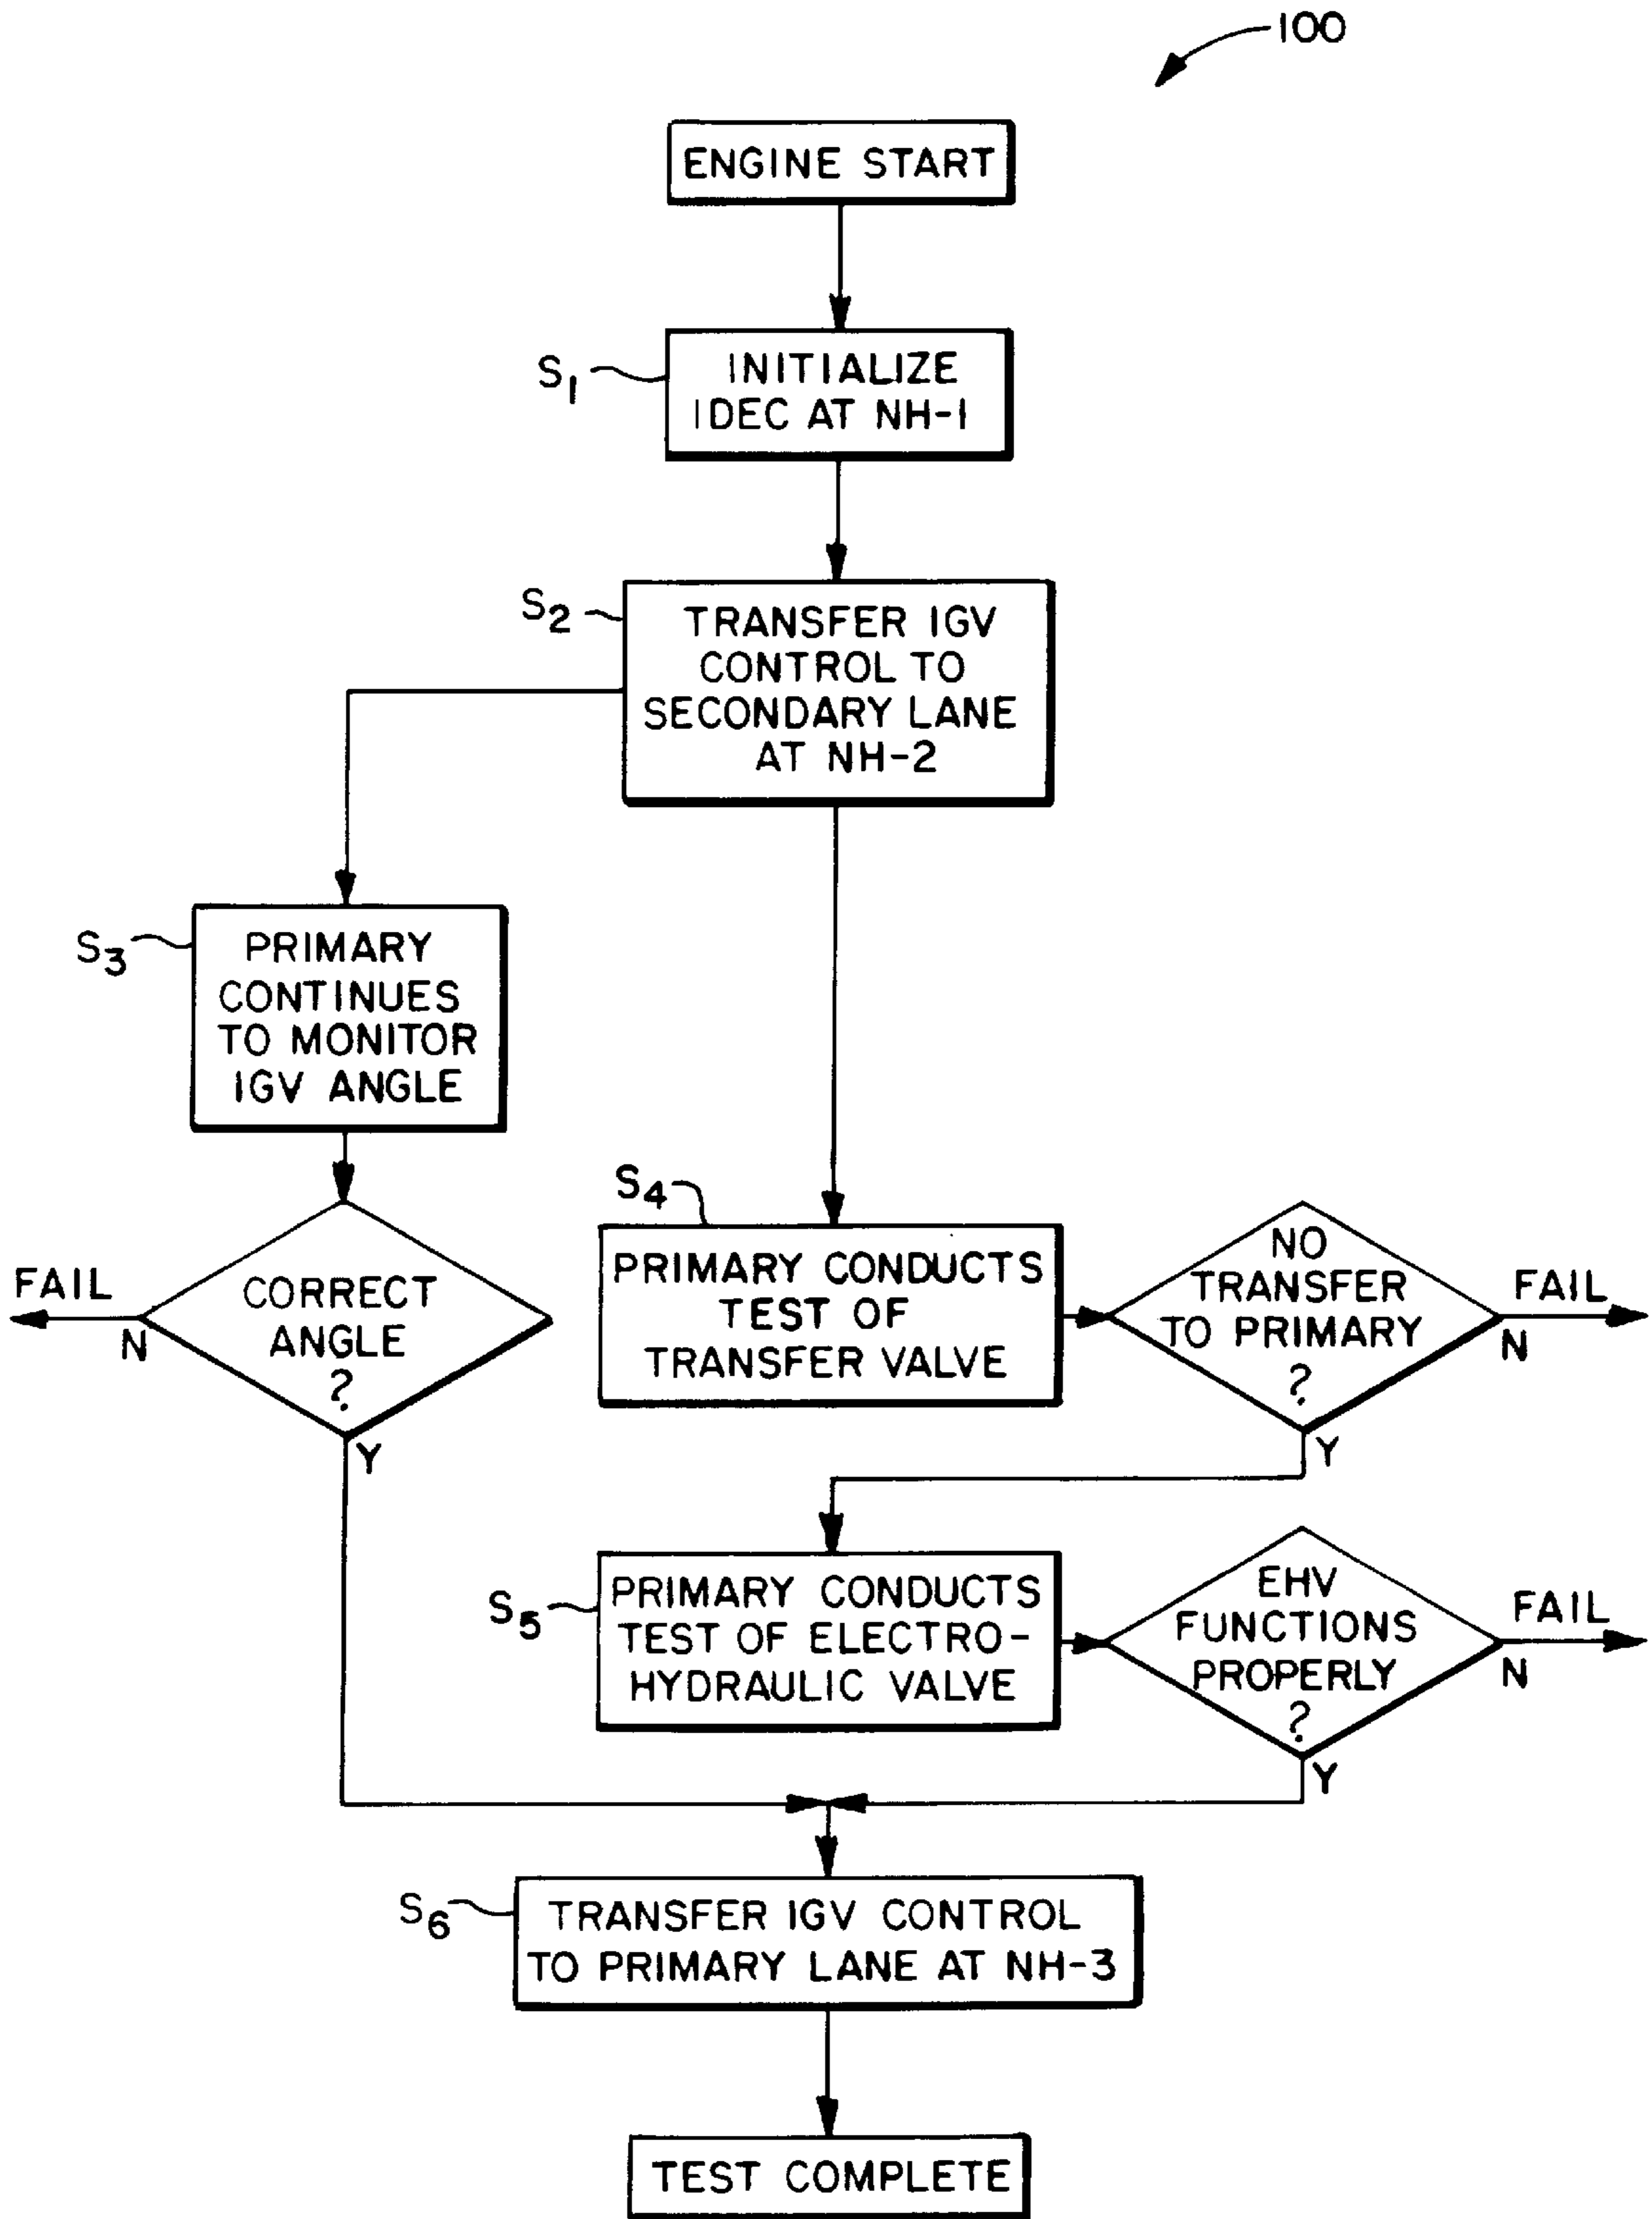 100
ENGINE START
S1
INITIALIZE
IDEC AT NH-1
S2
TRANSFER IGV
CONTROL TO
SECONDARY LANE
AT NH-2
S3
PRIMARY
CONTINUES
TO MONITOR
IGV ANGLE
CORRECT
ANGLE
?
FAIL
N
Y
S4
PRIMARY CONDUCTS
TEST OF
TRANSFER VALVE
NO
TRANSFER
TO PRIMARY
?
FAIL
N
Y
S5
PRIMARY CONDUCTS
TEST OF ELECTRO-
HYDRAULIC VALVE
EHV
FUNCTIONS
PROPERLY
?
FAIL
N
Y
S6
TRANSFER IGV CONTROL
TO PRIMARY LANE AT NH-3
TEST COMPLETE